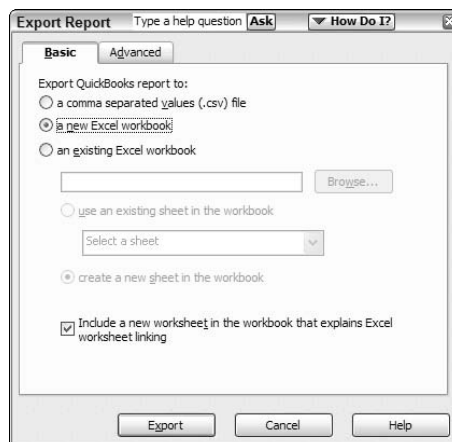 Export Report Type a help question Ask How Do I?
Basic Advanced
Export QuickBooks report to:
a comma separated values (.csv) file
a new Excel workbook
an existing Excel workbook
Browse...
use an existing sheet in the workbook
Select a sheet
create a new sheet in the workbook
Include a new worksheet in the workbook that explains Excel
worksheet linking
Export Cancel Help